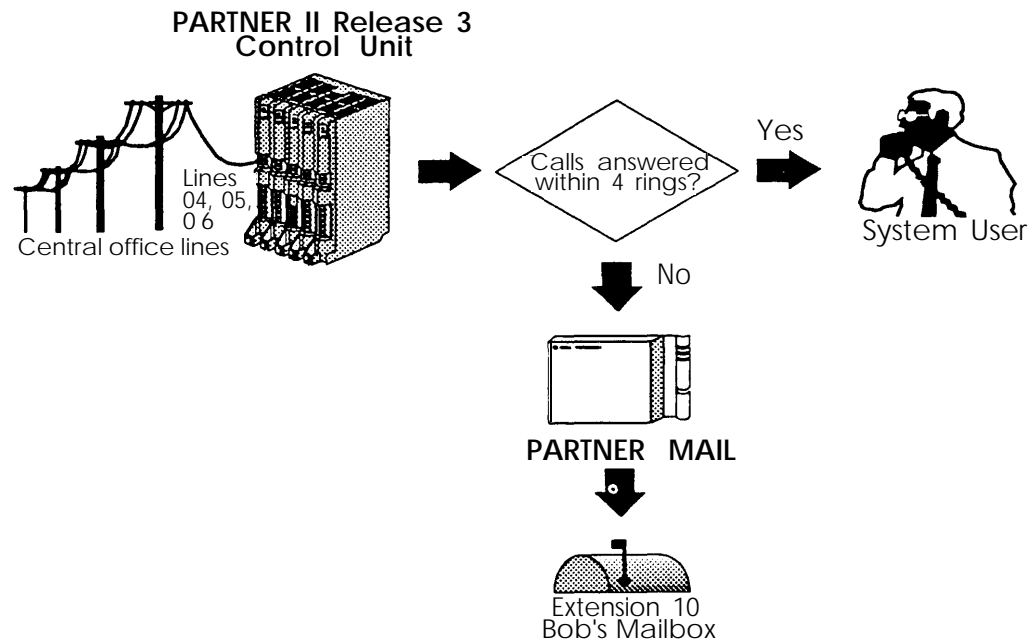 PARTNER II Release 3
Control Unit
Lines
04, 05,
0 6
Central office lines
Calls answered
within 4 rings?
Yes
System User
No
PARTNER MAIL
Extension 10
Bob's Mailbox